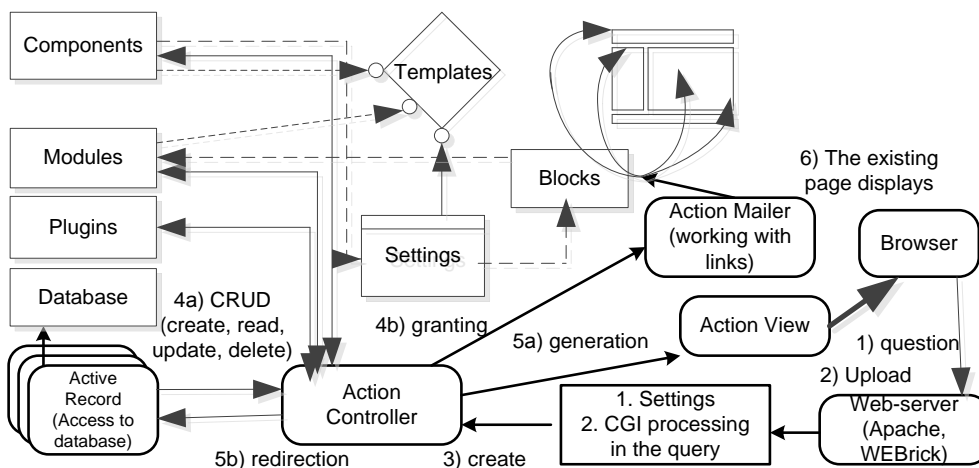 Components
Templates
Modules
Blocks
6) The existing
page displays
Plugins
Action Mailer
(working with
links)
Browser
Settings
Database
4a) CRUD
(create, read,
update, delete)
4b) granting
Action View
5a) generation
1) question
2) Upload
Active
Record
(Access to
database)
Action
Controller
1. Settings
2. CGI processing
in the query
Web-server
(Apache,
WEBrick)
5b) redirection
3) create